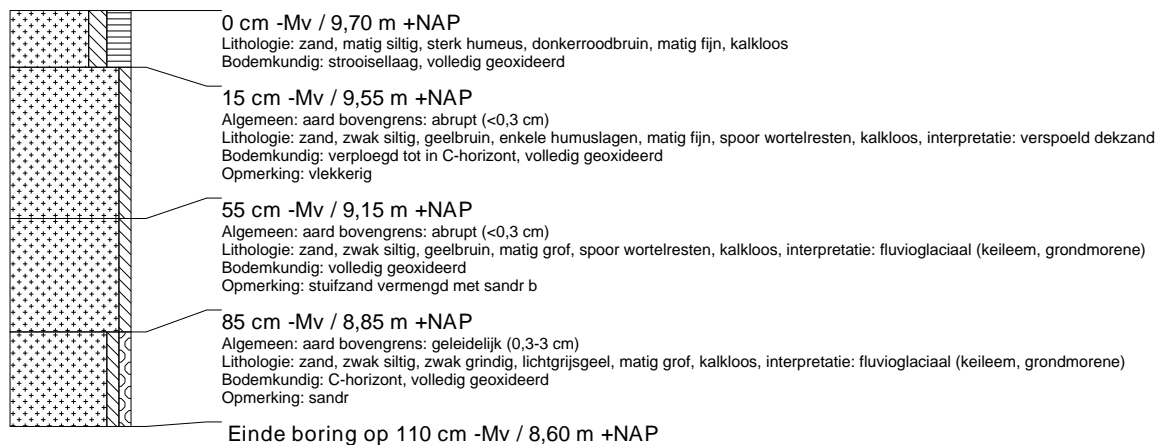 0 cm -Mv / 9,70 m +NAP
Lithologie: zand, matig siltig, sterk humeus, donkerroodbruin, matig fijn, kalkloos
Bodemkundig: strooisellaag, volledig geoxideerd
15 cm -Mv / 9,55 m +NAP
Algemeen: aard bovengrens: abrupt (<0,3 cm)
Lithologie: zand, zwak siltig, geelbruin, enkele humuslagen, matig fijn, spoor wortelresten, kalkloos, interpretatie: verspoeld dekzand
Bodemkundig: verploegd tot in C-horizont, volledig geoxideerd
Opmerking: vlekkerig
55 cm -Mv / 9,15 m +NAP
Algemeen: aard bovengrens: abrupt (<0,3 cm)
Lithologie: zand, zwak siltig, geelbruin, matig grof, spoor wortelresten, kalkloos, interpretatie: fluvioglaciaal (keileem, grondmorene)
Bodemkundig: volledig geoxideerd
Opmerking: stuifzand vermengd met sandr b
85 cm -Mv / 8,85 m +NAP
Algemeen: aard bovengrens: geleidelijk (0,3-3 cm)
Lithologie: zand, zwak siltig, zwak grindig, lichtgrijsgeel, matig grof, kalkloos, interpretatie: fluvioglaciaal (keileem, grondmorene)
Bodemkundig: C-horizont, volledig geoxideerd
Opmerking: sandr
Einde boring op 110 cm -Mv / 8,60 m +NAP